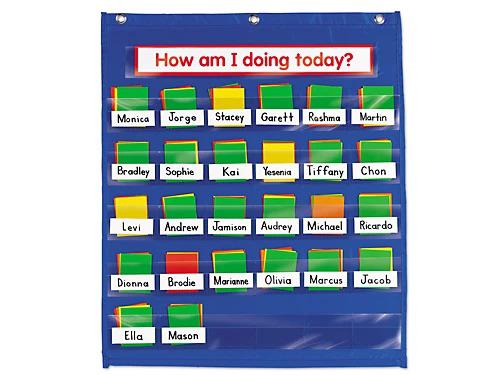 How am I doing today?
Monica Jorge Stacey Garett Rashma Martin
Bradley Sophie Kai Yesenia Tiffany Chon
Levi Andrew Jamison Audrey Michael Ricardo
Dionna Brodie Marianne Olivia Marcus Jacob
Ella Mason